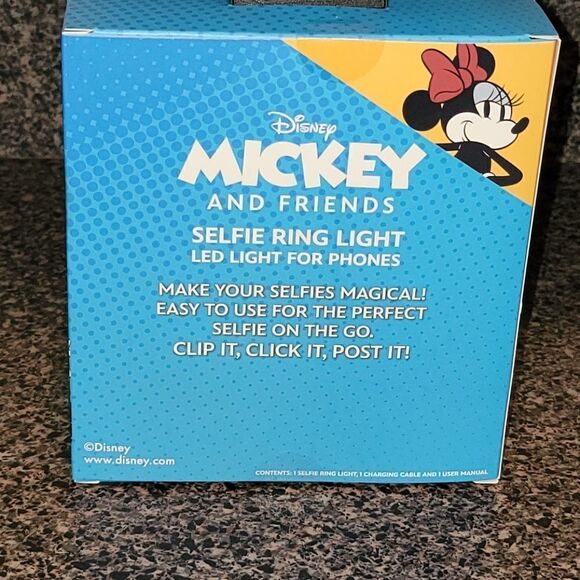 Disney
MICKEY
AND FRIENDS
SELFIE RING LIGHT
LED LIGHT FOR PHONES
MAKE YOUR SELFIES MAGICAL!
EASY TO USE FOR THE PERFECT
SELFIE ON THE GO.
CLIP IT, CLICK IT, POST IT!
©Disney
www.disney.com
CONTENTS: 1 SELFIE RING LIGHT, 1 CHARGING CABLE AND 1 USER MANUAL